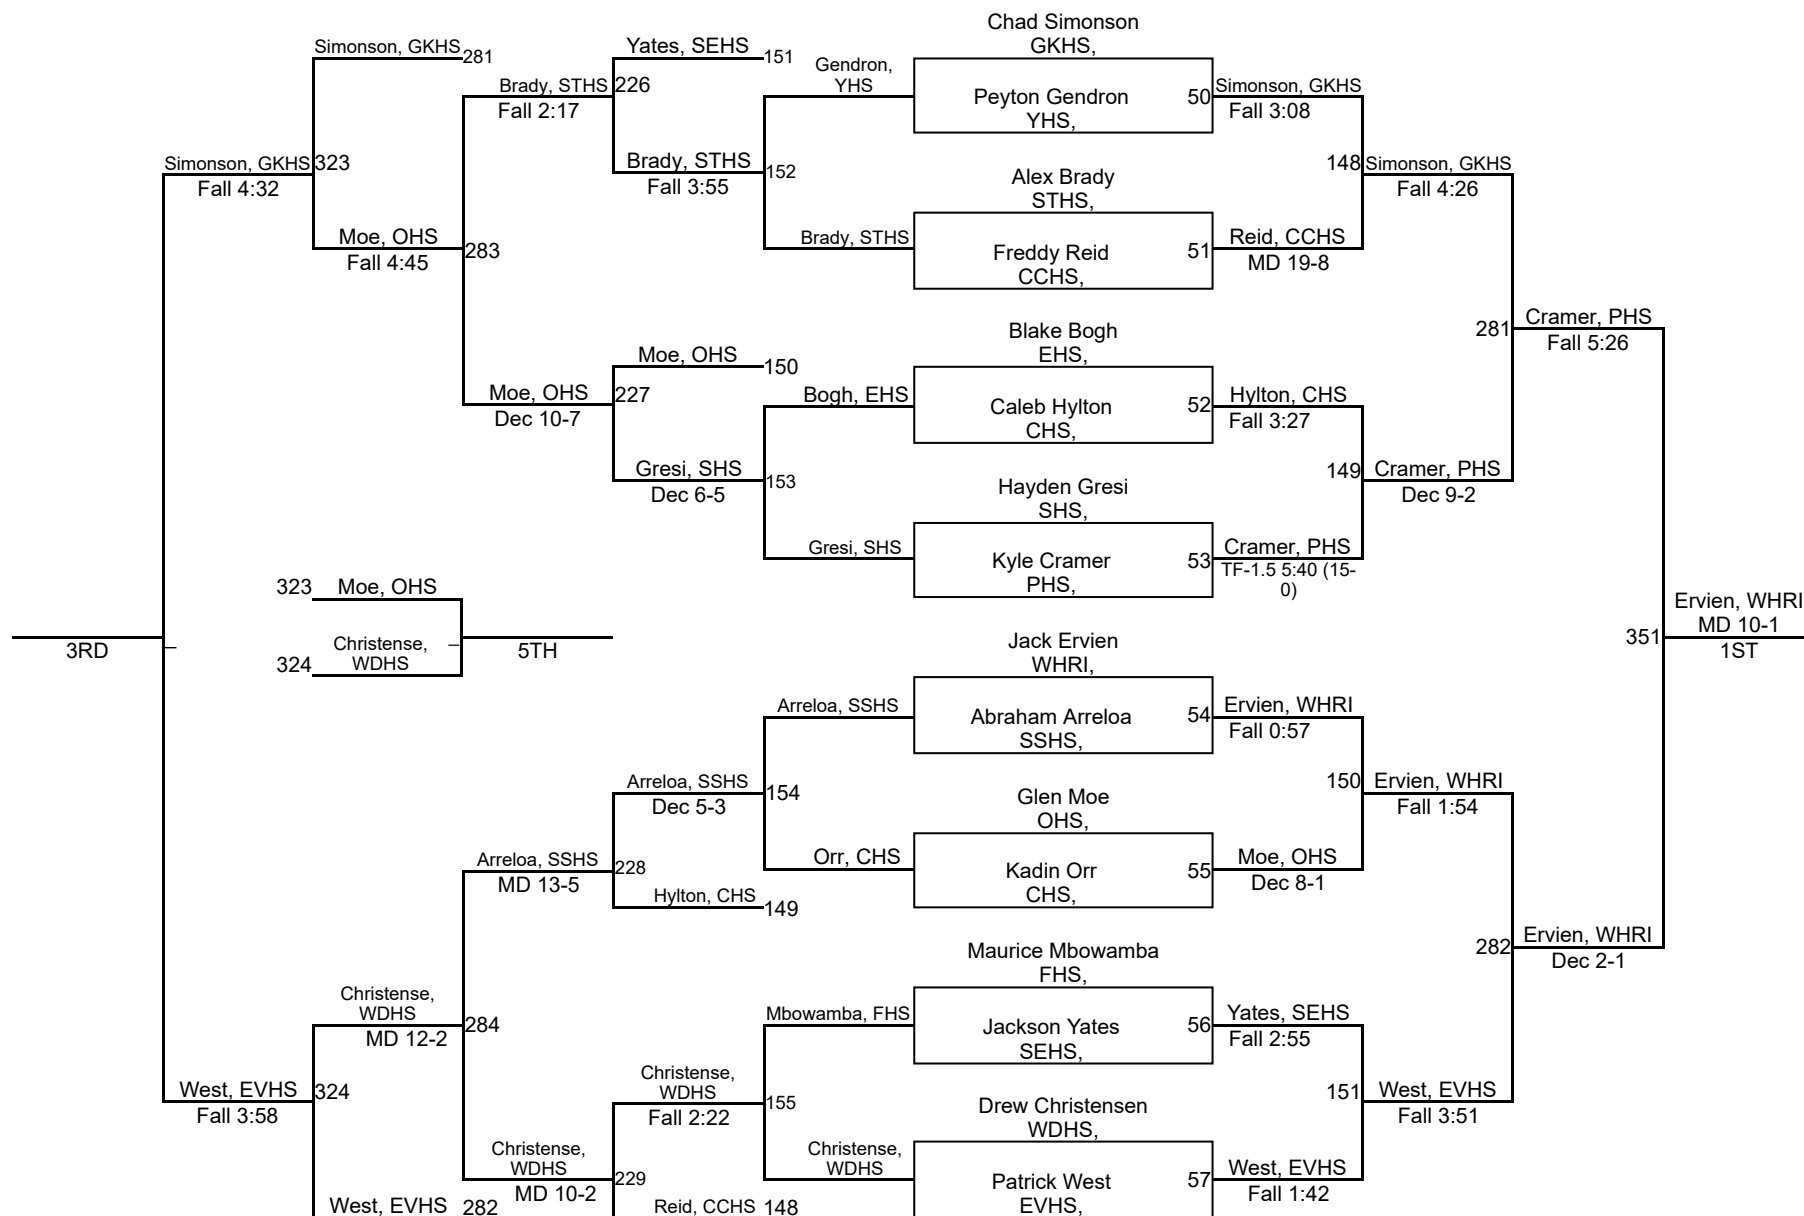 Chad Simonson
GKHS,
Simonson, GKHS
281
Yates, SEHS
151
Gendron,
YHS
Brady, STHS
226
Fall 2:17
Peyton Gendron
YHS,
50
Simonson, GKHS
Fall 3:08
Simonson, GKHS
323
Fall 4:32
Brady, STHS
152
Fall 3:55
Alex Brady
STHS,
148
Simonson, GKHS
Fall 4:26
Moe, OHS
Fall 4:45
283
Brady, STHS
Freddy Reid
CCHS,
51
Reid, CCHS
MD 19-8
Blake Bogh
EHS,
281
Cramer, PHS
Fall 5:26
Moe, OHS
150
Moe, OHS
227
Dec 10-7
Bogh, EHS
Caleb Hylton
CHS,
52
Hylton, CHS
Fall 3:27
Gresi, SHS
153
Dec 6-5
Hayden Gresi
SHS,
149
Cramer, PHS
Dec 9-2
Gresi, SHS
Kyle Cramer
PHS,
53
Cramer, PHS
TF-1.5 5:40 (15-
0)
323
Moe, OHS
Ervien, WHRI
MD 10-1
351
1ST
3RD
324
Christense,
WDHS
5TH
Jack Ervien
WHRI,
Arreloa, SSHS
Abraham Arreloa
SSHS,
54
Ervien, WHRI
Fall 0:57
Arreloa, SSHS
Dec 5-3
154
Glen Moe
OHS,
150
Ervien, WHRI
Fall 1:54
Arreloa, SSHS
MD 13-5
228
Orr, CHS
Kadin Orr
CHS,
55
Moe, OHS
Dec 8-1
Hylton, CHS
149
Maurice Mbowamba
FHS,
282
Ervien, WHRI
Dec 2-1
Christense,
WDHS
MD 12-2
284
Mbowamba, FHS
Jackson Yates
SEHS,
56
Yates, SEHS
Fall 2:55
West, EVHS
324
Fall 3:58
Christense,
WDHS
Fall 2:22
155
Drew Christensen
WDHS,
151
West, EVHS
Fall 3:51
Christense,
WDHS
MD 10-2
229
Christense,
WDHS
Patrick West
EVHS,
57
West, EVHS
Fall 1:42
West, EVHS
282
Reid, CCHS
148